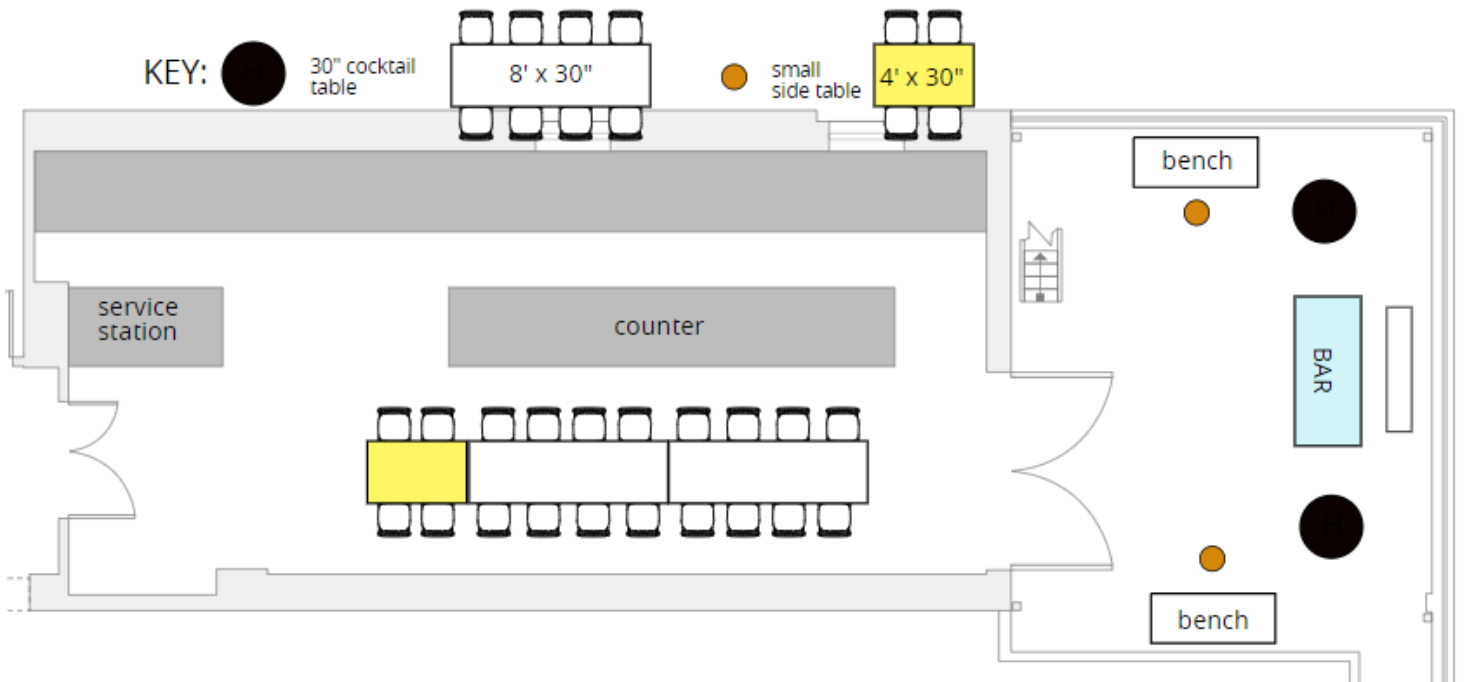 KEY:
30" cocktail
table
8' x 30"
small
side table
4' x 30"
bench
service
station
counter
BAR
bench